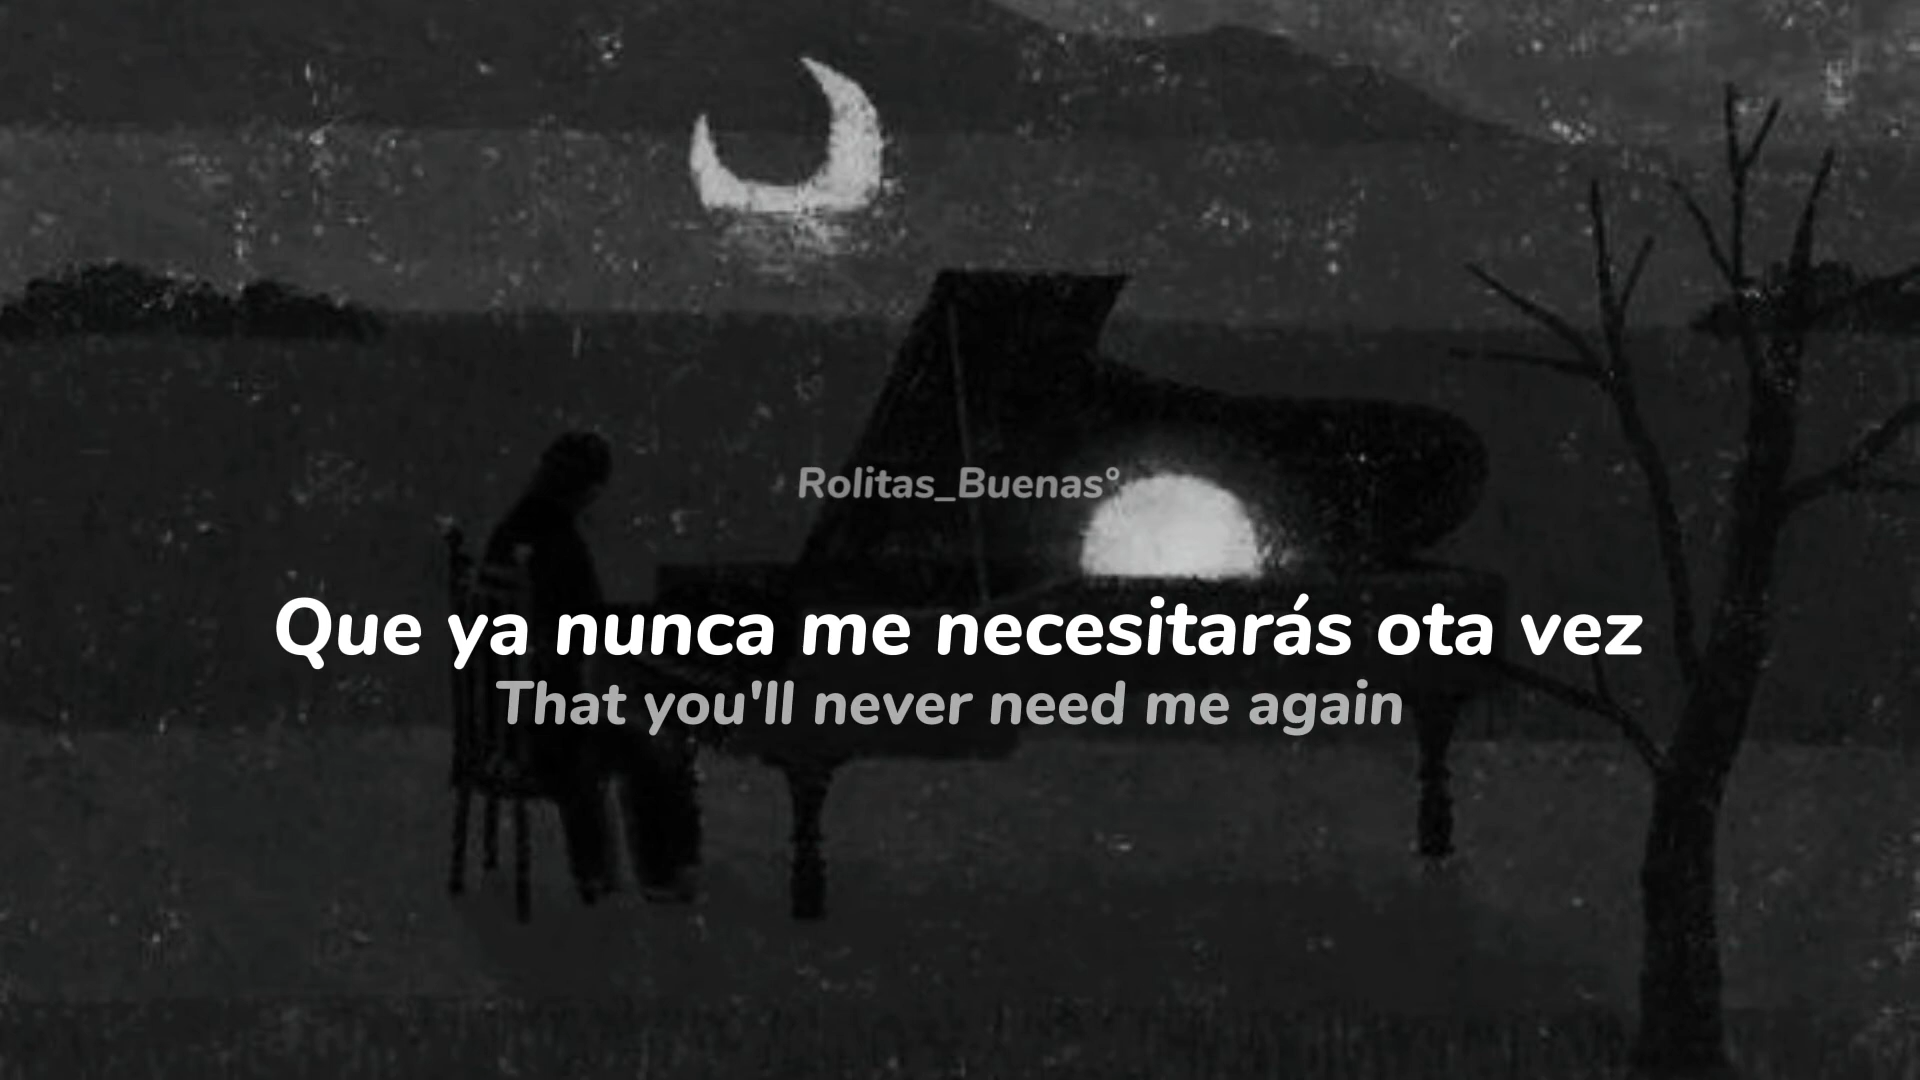 Rolitas_Buenas°
Que ya nunca me necesitarás ota vez
That you'll never need me again